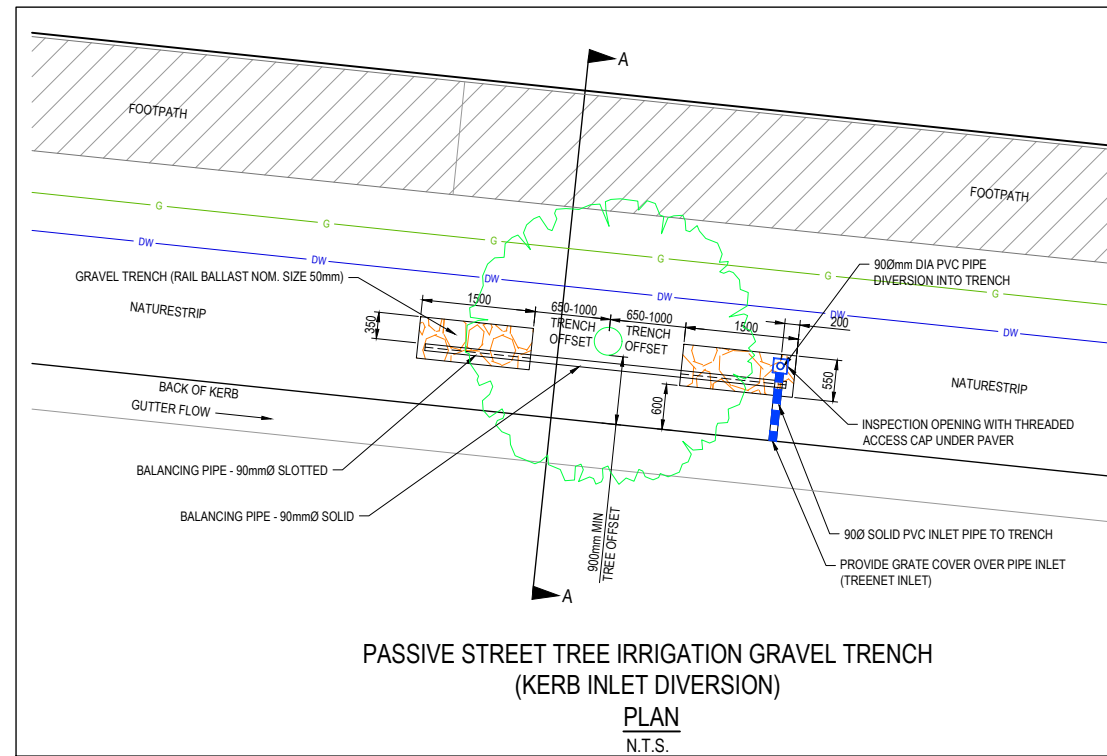 A
FOOTPATH
FOOTPATH
G
G
G
G
G
G
DW
DW
DW
DW
DW
DW
90Ømm DIA PVC PIPE
DIVERSION INTO TRENCH
GRAVEL TRENCH (RAIL BALLAST NOM. SIZE 50mm)
NATURESTRIP
1500
650-1000
TRENCH
OFFSET
650-1000
TRENCH
OFFSET
1500
200
350
550
600
NATURESTRIP
BACK OF KERB
GUTTER FLOW
INSPECTION OPENING WITH THREADED
ACCESS CAP UNDER PAVER
BALANCING PIPE - 90mmØ SLOTTED
BALANCING PIPE - 90mmØ SOLID
900mm MIN
TREE OFFSET
90Ø SOLID PVC INLET PIPE TO TRENCH
PROVIDE GRATE COVER OVER PIPE INLET
(TREENET INLET)
A
PASSIVE STREET TREE IRRIGATION GRAVEL TRENCH
(KERB INLET DIVERSION)
PLAN
N.T.S.